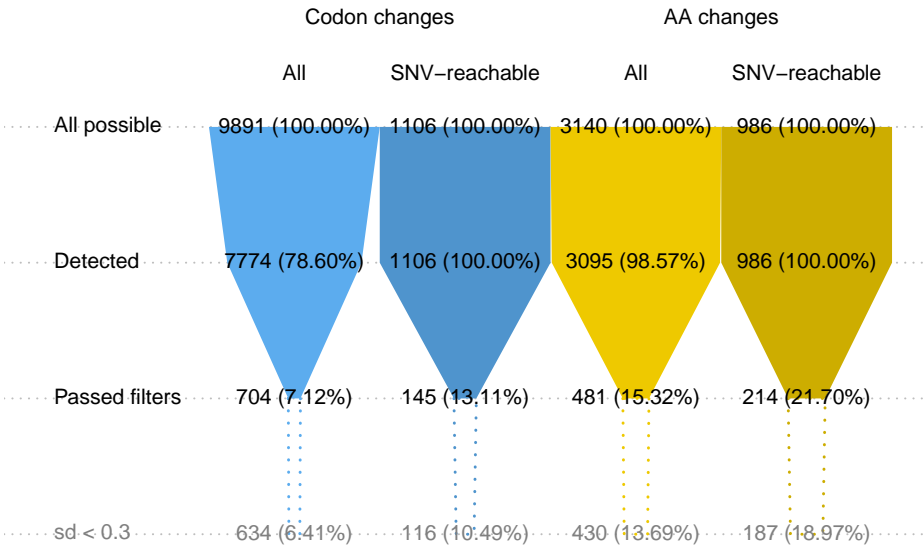 Codon changes AA changes
All SNV−reachable All SNV−reachable
All possible 9891 (100.00%) 1106 (100.00%) 3140 (100.00%) 986 (100.00%)
Detected 7774 (78.60%) 1106 (100.00%) 3095 (98.57%) 986 (100.00%)
Passed filters 704 (7.12%) 145 (13.11%) 481 (15.32%) 214 (21.70%)
sd < 0.3 634 (6.41%) 116 (10.49%) 430 (13.69%) 187 (18.97%)